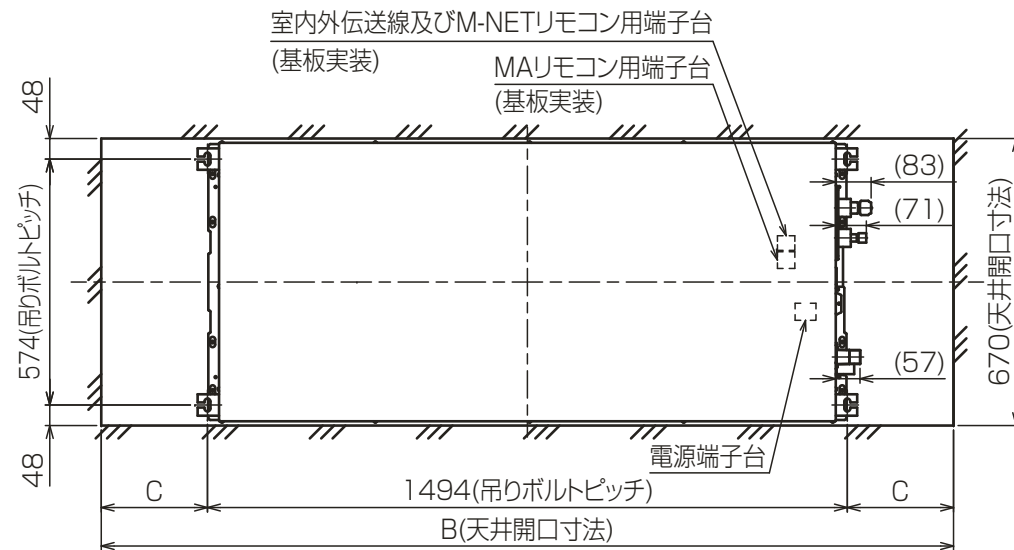 室内外伝送線及びM-NETリモコン用端子台
(基板実装)
MAリモコン用端子台
(基板実装)
48
574(吊りボルトピッチ)
48
(83)
(71)
(57)
670(天井開口寸法)
電源端子台
C
1494(吊りボルトピッチ)
C
B(天井開口寸法)